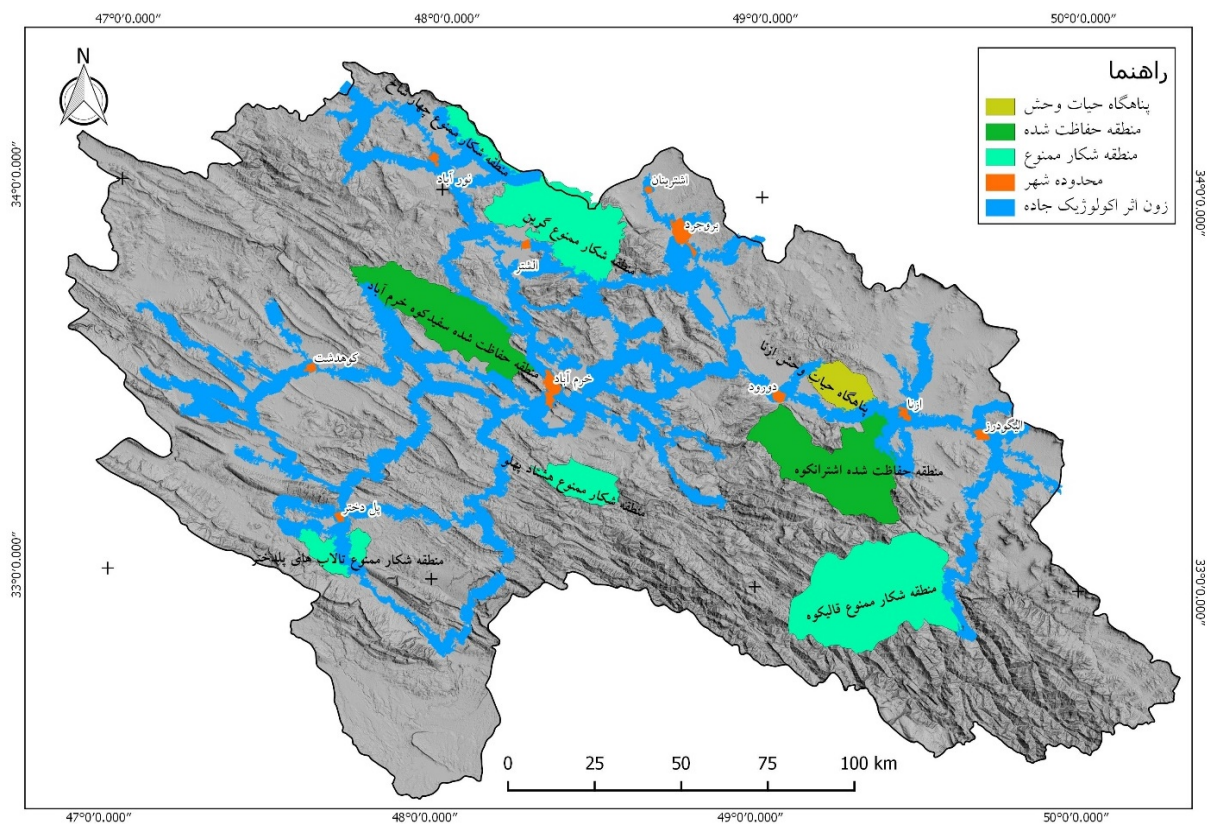 47°0'0.000"
48°0'0.000"
49°0'0.000"
50°0'0.000"
N
راهنما
پناهگاه حیات وحش
منطقه حفاظت شده
منطقه شکار ممنوع
محدوده شهر
زون اثر اکولوژیک جاده
34°0'0.000"
34°0'0.000"
منطقه شکار ممنوع چهارشاخ
نور آباد
اشترینان
منطقه شکار ممنوع گرین
بروجرد
الشتر
منطقه حفاظت شده سفیدکوه خرم آباد
کوهدشت
خرم آباد
دورود
پناهگاه حیات وحش ازنا
ازنا
الیگودرز
منطقه حفاظت شده اشترانکوه
منطقه شکار ممنوع هشتاد پهلو
پل دختر
منطقه شکار ممنوع تالاب های پلدختر
منطقه شکار ممنوع قالیکوه
33°0'0.000"
33°0'0.000"
0 25 50 75 100 km
47°0'0.000"
48°0'0.000"
49°0'0.000"
50°0'0.000"